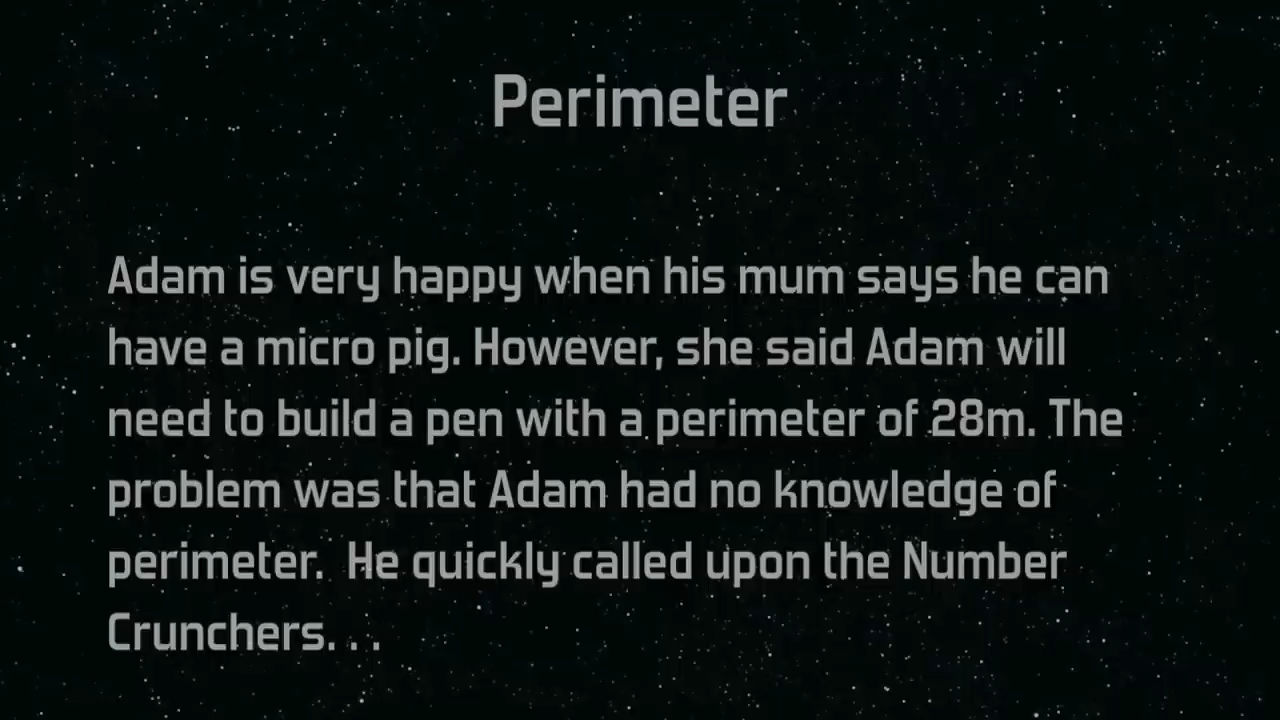 Perimeter
Adam is very happy when his mum says he can
have a micro pig. However, she said Adam will
need to build a pen with a perimeter of 28m. The
problem was that Adam had no knowledge of
perimeter.  He quickly called upon the Number
Crunchers. . .